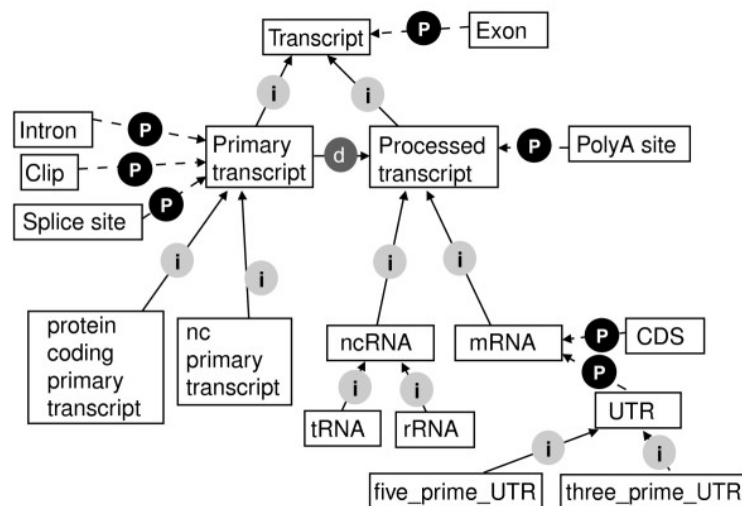 Transcript
P
Exon
i
i
Intron
P
Primary
transcript
d
Processed
transcript
P
PolyA site
Clip
P
Splice site
P
i
i
i
i
protein
coding
primary
transcript
nc
primary
transcript
ncRNA
mRNA
P
CDS
P
i
i
tRNA
rRNA
UTR
i
i
five_prime_UTR
three_prime_UTR